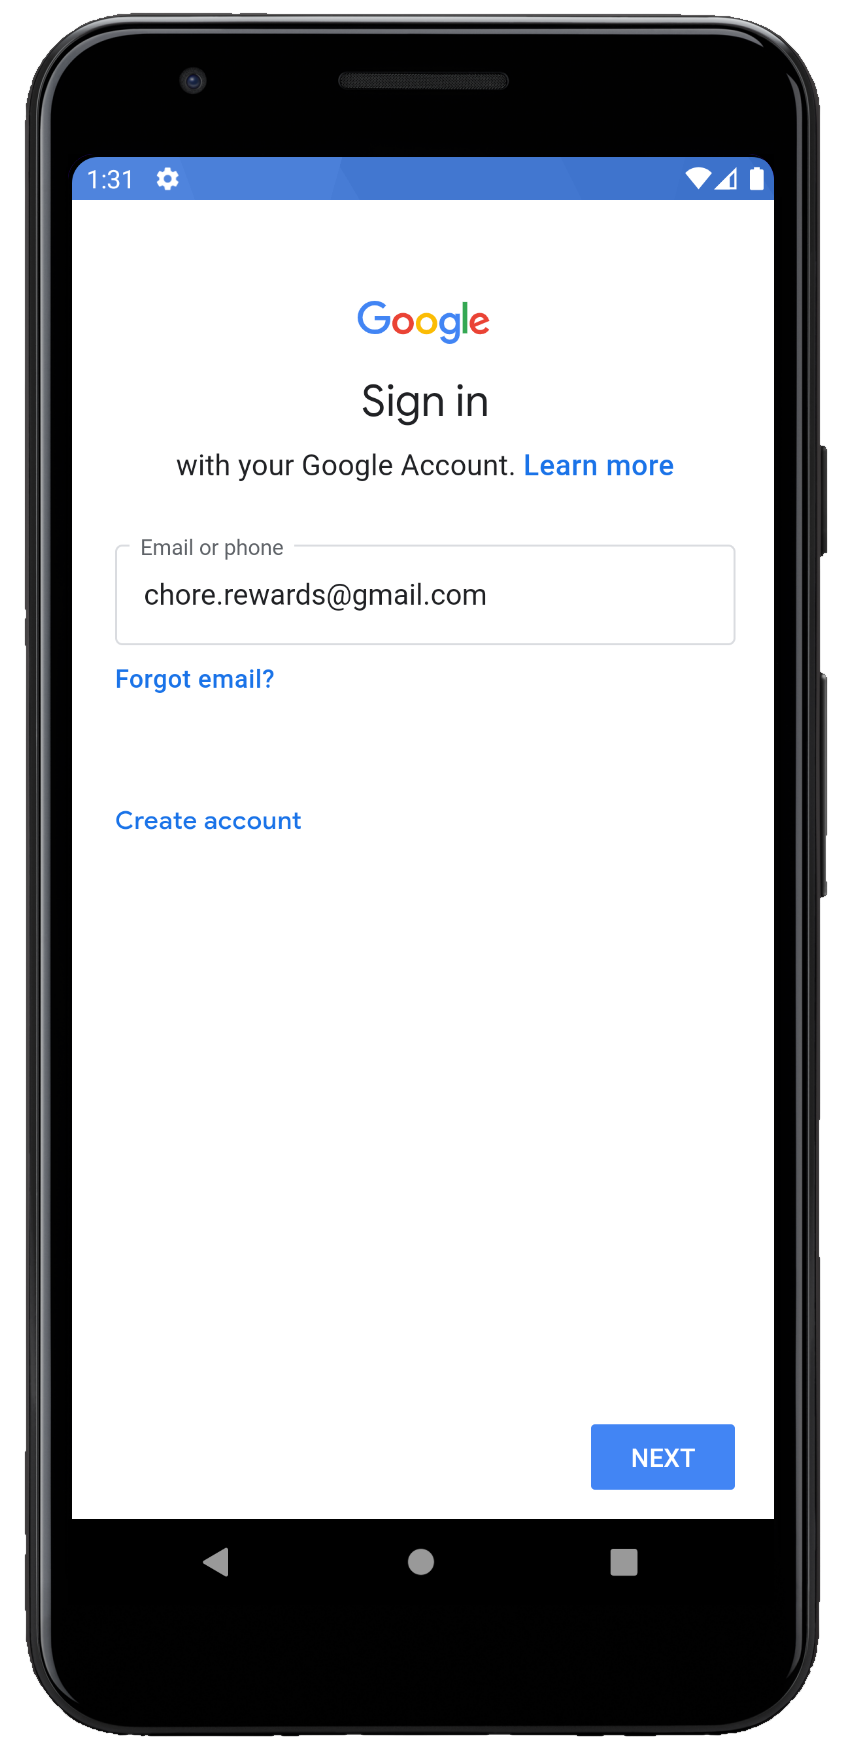 1:31
Google
Sign in
with your Google Account. Learn more
Email or phone
chore.rewards@gmail.com
Forgot email?
Create account
NEXT